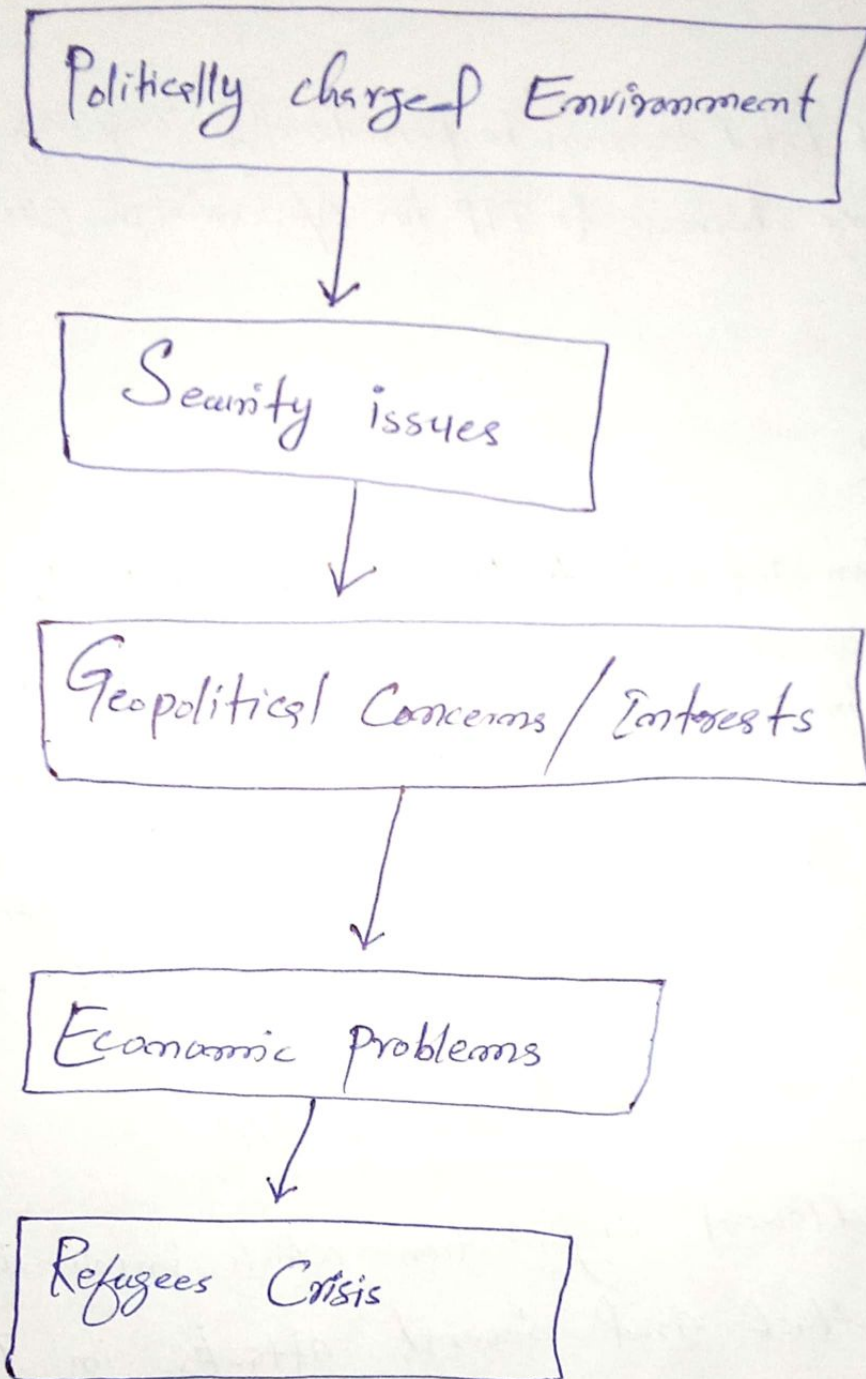 Politically charged Environment
Security issues
Geopolitical Concerns / Interests
Economic problems
Refugees Crisis